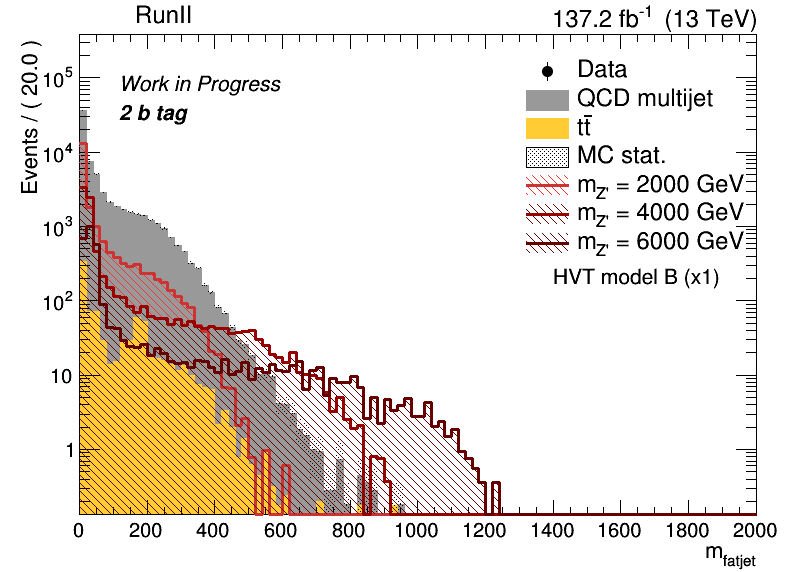 RunII
137.2 fb⁻¹ (13 TeV)
Events / ( 20.0 )
10⁵
10⁴
10³
10²
10
1
Work in Progress
2 b tag
Data
QCD multijet
tt̄
MC stat.
m_Z' = 2000 GeV
m_Z' = 4000 GeV
m_Z' = 6000 GeV
HVT model B (x1)
0 200 400 600 800 1000 1200 1400 1600 1800 2000
m_fatjet